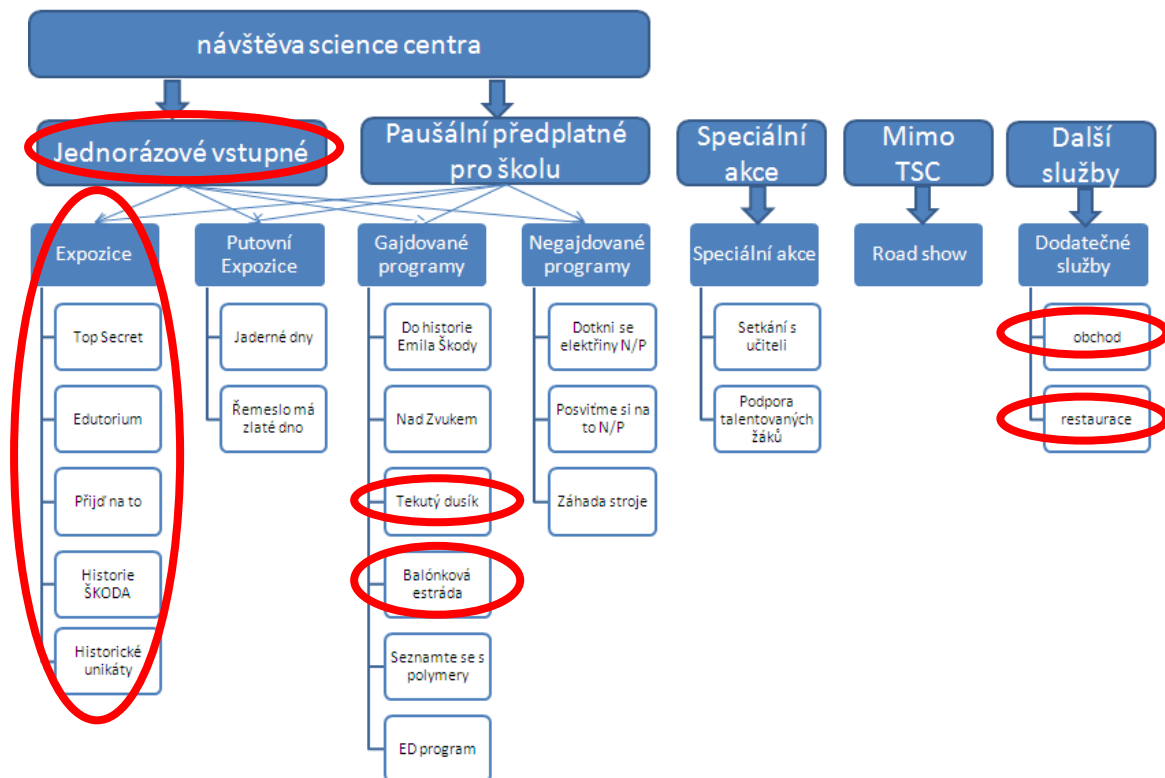 návštěva science centra
Jednorázové vstupné
Paušální předplatné
pro školu
Speciální
akce
Mimo
TSC
Další
služby
Expozice
Putovní
Expozice
Gajdované
programy
Negajdované
programy
Speciální akce
Road show
Dodatečné
služby
Top Secret
Edutorium
Přijď na to
Historie
ŠKODA
Historické
unikáty
Jaderné dny
Řemeslo má
zlaté dno
Do historie
Emila Škody
Nad Zvukem
Tekutý dusík
Balónková
estráda
Seznamte se s
polymery
ED program
Dotkni se
elektřiny N/P
Posviťme si na
to N/P
Záhada stroje
Setkání s
učiteli
Podpora
talentovaných
žáků
obchod
restaurace